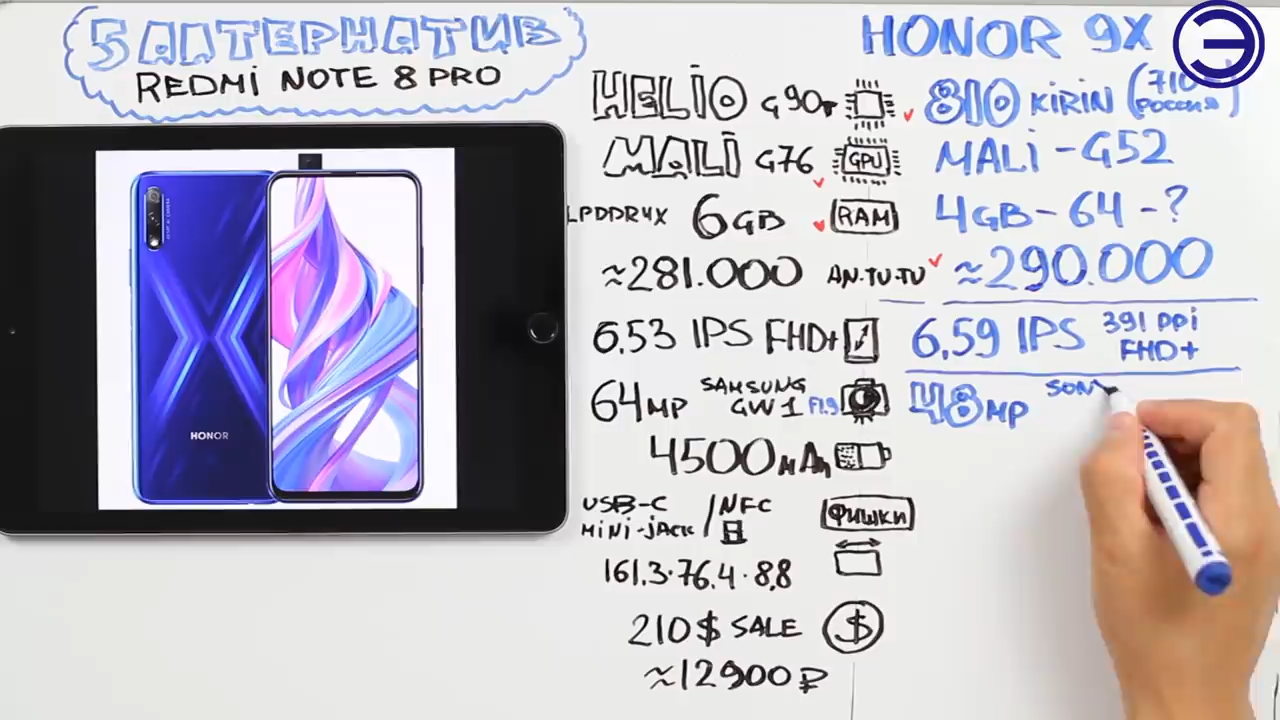 5 АЛТЕРНАТИВ
REDMI NOTE 8 PRO
HONOR 9X
Э
HELIO G90T
810 KIRIN (710 РОССИЯ)
MALI G76
GPU
MALI-G52
LPDDR4X 6GB
RAM
4GB-64-?
≈281.000 AN.TU.TU ≈290.000
6.53 IPS FHD+
6,59 IPS 391 PPI
FHD+
64MP SAMSUNG
GW1 F1.9
48MP SON
4500мАч
USB-C / NFC
MINI-JACK
ФИШКИ
161,3·76.4·8,8
210$ SALE $
≈12900₽
HONOR